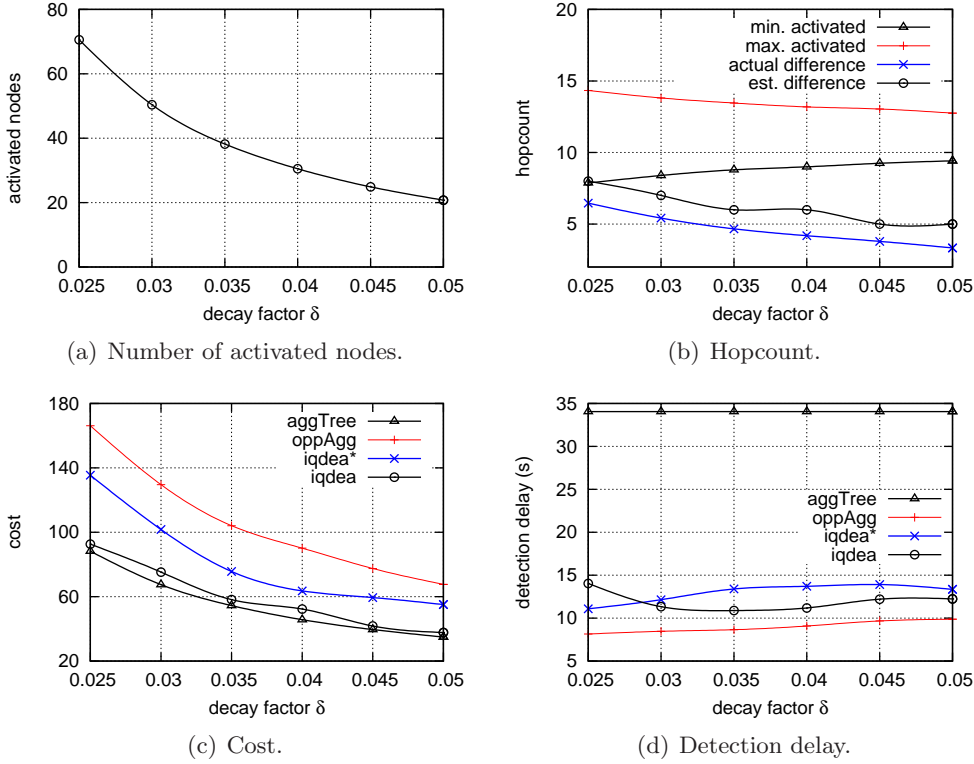 80
60
40
20
0
0.025 0.03 0.035 0.04 0.045 0.05
activated nodes
decay factor δ
(a) Number of activated nodes.
20
15
10
5
0.025 0.03 0.035 0.04 0.045 0.05
hopcount
decay factor δ
min. activated
max. activated
actual difference
est. difference
(b) Hopcount.
180
140
100
60
20
0.025 0.03 0.035 0.04 0.045 0.05
cost
decay factor δ
aggTree
oppAgg
iqdea*
iqdea
(c) Cost.
35
30
25
20
15
10
5
0.025 0.03 0.035 0.04 0.045 0.05
detection delay (s)
decay factor δ
aggTree
oppAgg
iqdea*
iqdea
(d) Detection delay.